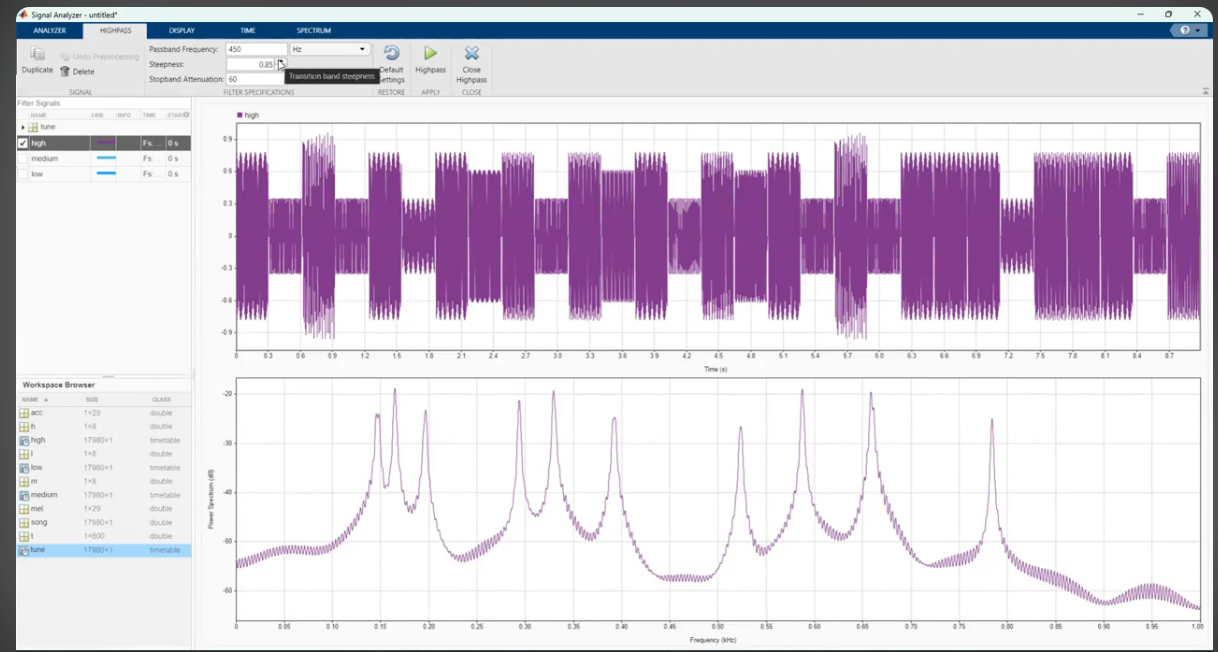 Signal Analyzer - untitled*
ANALYZER HIGHPASS DISPLAY TIME SPECTRUM
Duplicate
Undo Preprocessing
Delete
SIGNAL
Passband Frequency: 450 Hz
Steepness: 0.85
Stopband Attenuation: 60
Transition band steepness
FILTER SPECIFICATIONS
Default
Settings
RESTORE
Highpass
APPLY
Close
Highpass
CLOSE
Filter Signals
NAME LINE INFO TIME START
tune
high Fs: ... 0 s
medium Fs: ... 0 s
low Fs: ... 0 s
Workspace Browser
NAME SIZE CLASS
acc 1×29 double
h 1×8 double
high 17980×1 timetable
l 1×8 double
low 17980×1 timetable
m 1×8 double
medium 17980×1 timetable
mel 1×29 double
song 17980×1 double
t 1×600 double
tune 17980×1 timetable
high
0.9
0.6
0.3
0
-0.3
-0.6
-0.9
0 0.3 0.6 0.9 1.2 1.5 1.8 2.1 2.4 2.7 3.0 3.3 3.6 3.9 4.2 4.5 4.8 5.1 5.4 5.7 6.0 6.3 6.6 6.9 7.2 7.5 7.8 8.1 8.4 8.7
Time (s)
Power Spectrum (dB)
-20
-30
-40
-50
-60
0 0.05 0.10 0.15 0.20 0.25 0.30 0.35 0.40 0.45 0.50 0.55 0.60 0.65 0.70 0.75 0.80 0.85 0.90 0.95 1.00
Frequency (kHz)